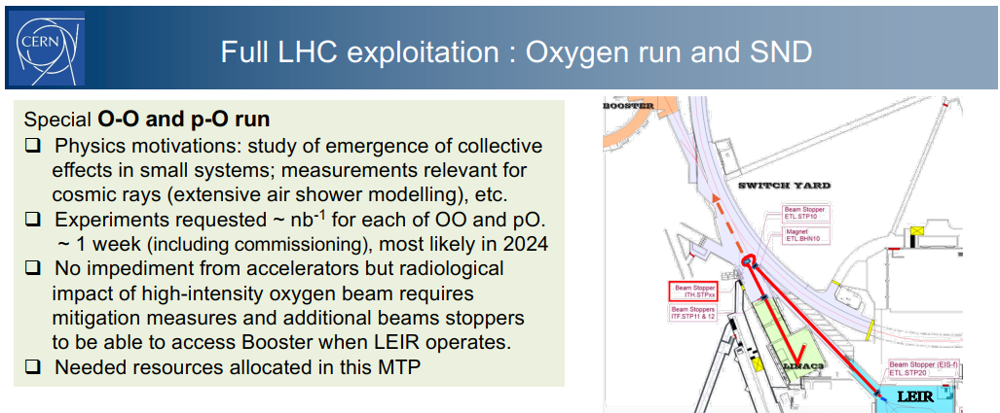 CERN
Full LHC exploitation : Oxygen run and SND
Special O-O and p-O run
❑ Physics motivations: study of emergence of collective
effects in small systems; measurements relevant for
cosmic rays (extensive air shower modelling), etc.
❑ Experiments requested ~ nb⁻¹ for each of OO and pO.
~ 1 week (including commissioning), most likely in 2024
❑ No impediment from accelerators but radiological
impact of high-intensity oxygen beam requires
mitigation measures and additional beams stoppers
to be able to access Booster when LEIR operates.
❑ Needed resources allocated in this MTP
BOOSTER
SWITCH YARD
Beam Stopper
ETL.STP10
Magnet
ETL.BHN10
Beam Stopper
ITH.STPxx
Beam Stoppers
ITF.STP11 & 12
LINAC3
Beam Stopper (EIS-f)
ETL.STP20
LEIR